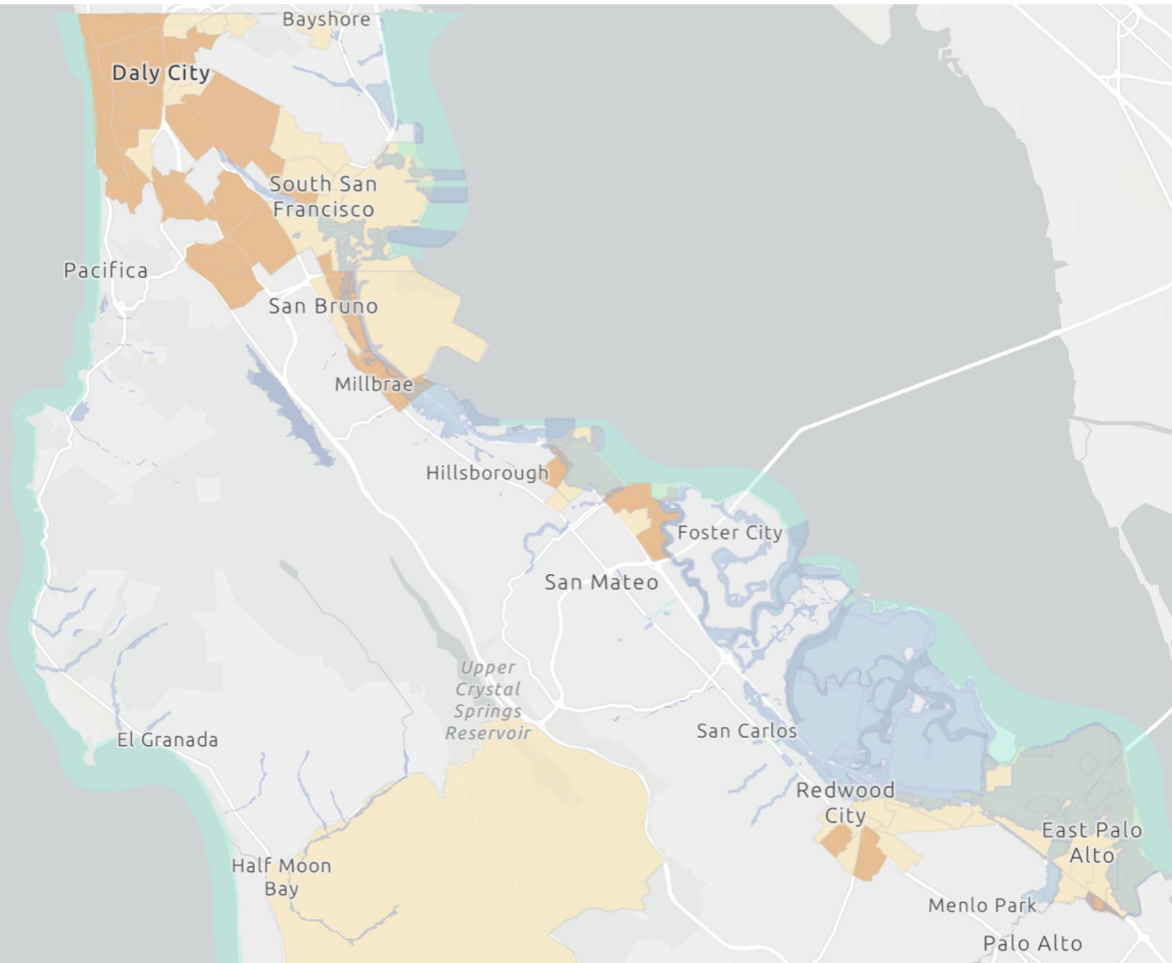 Bayshore
Daly City
South San
Francisco
Pacifica
San Bruno
Millbrae
Hillsborough
Foster City
San Mateo
Upper
Crystal
Springs
Reservoir
San Carlos
El Granada
Redwood
City
East Palo
Alto
Half Moon
Bay
Menlo Park
Palo Alto